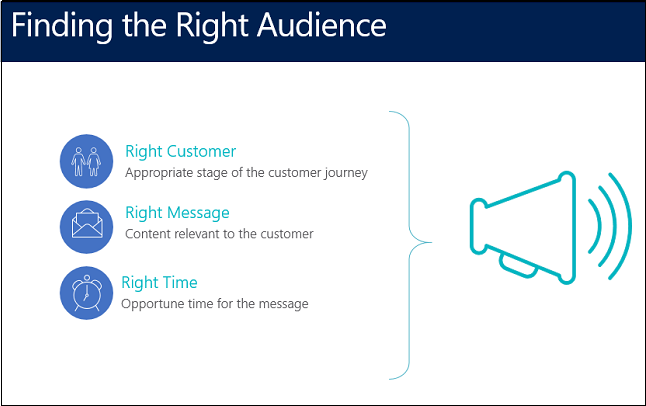 Finding the Right Audience
Right Customer
Appropriate stage of the customer journey
Right Message
Content relevant to the customer
Right Time
Opportune time for the message